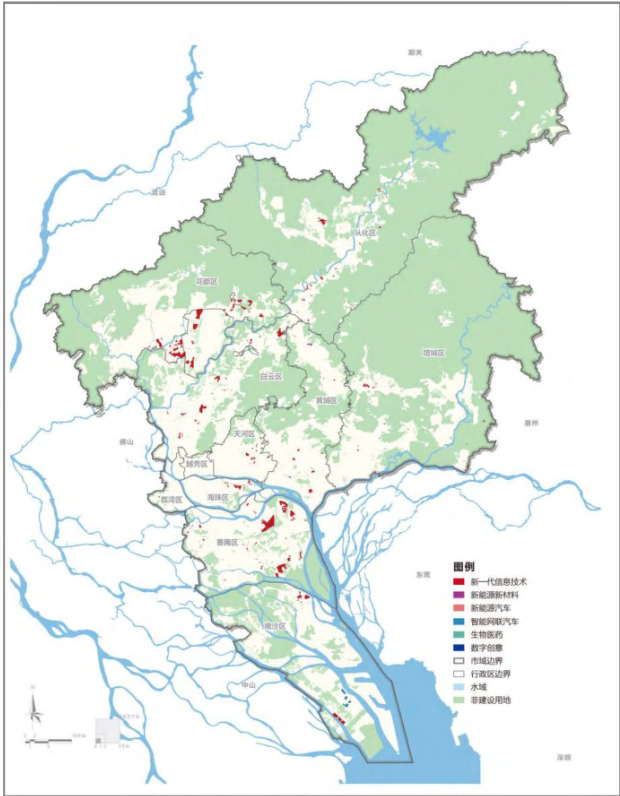 韶关
清远
从化区
花都区
增城区
白云区
黄埔区
惠州
佛山
天河区
越秀区
荔湾区
海珠区
番禺区
东莞
南沙区
中山
深圳
图例
新一代信息技术
新能源新材料
新能源汽车
智能网联汽车
生物医药
数字创意
市域边界
行政区边界
水域
非建设用地